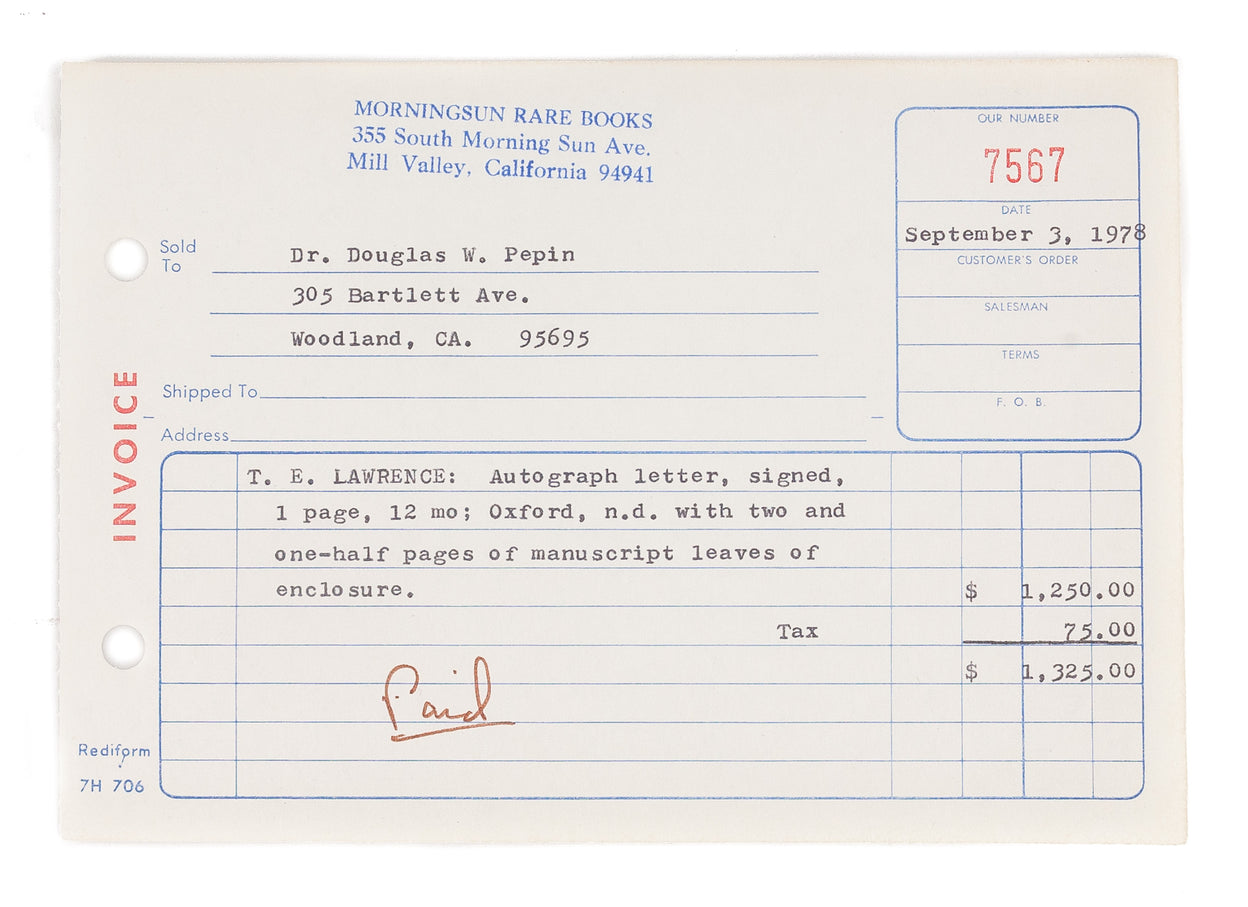 MORNINGSUN RARE BOOKS
355 South Morning Sun Ave.
Mill Valley, California 94941
OUR NUMBER
7567
DATE
September 3, 1978
CUSTOMER'S ORDER
SALESMAN
TERMS
F. O. B.
Sold To
Dr. Douglas W. Pepin
305 Bartlett Ave.
Woodland, CA. 95695
Shipped To
Address
INVOICE
T. E. LAWRENCE: Autograph letter, signed,
1 page, 12 mo; Oxford, n.d. with two and
one-half pages of manuscript leaves of
enclosure. $ 1,250.00
Tax 75.00
$ 1,325.00
Paid
Rediform
7H 706